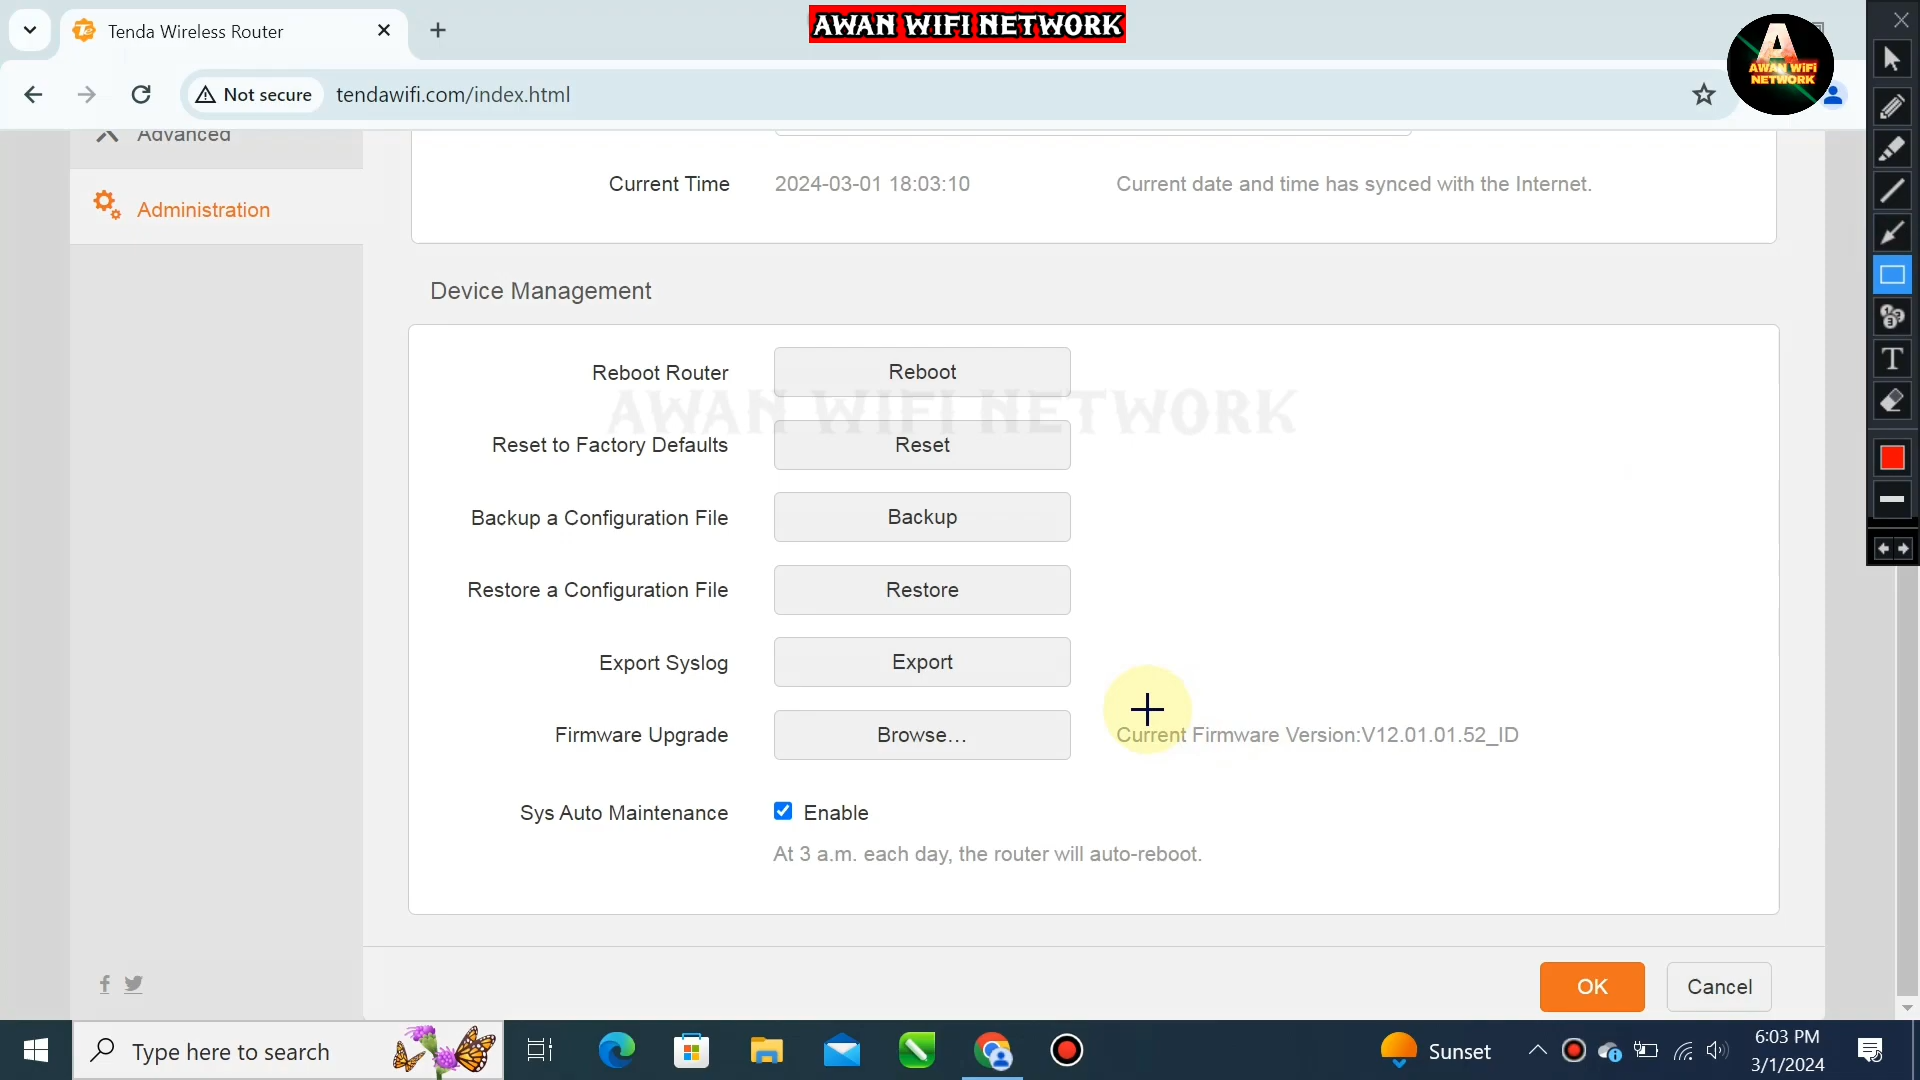 Tenda Wireless Router
AWAN WIFI NETWORK
Not secure
tendawifi.com/index.html
A
AWAN WiFi
NETWORK
Advanced
Administration
Current Time
2024-03-01 18:03:10
Current date and time has synced with the Internet.
Device Management
Reboot Router
Reboot
AWAN WIFI NETWORK
Reset to Factory Defaults
Reset
Backup a Configuration File
Backup
Restore a Configuration File
Restore
Export Syslog
Export
Firmware Upgrade
Browse...
Current Firmware Version:V12.01.01.52_ID
Sys Auto Maintenance
Enable
At 3 a.m. each day, the router will auto-reboot.
OK
Cancel
Type here to search
Sunset
6:03 PM
3/1/2024